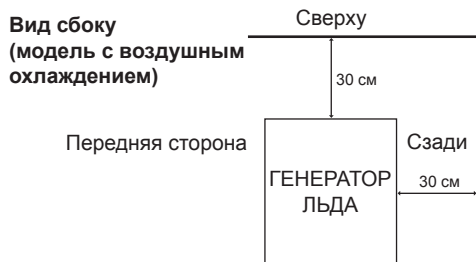 Вид сбоку
(модель с воздушным
охлаждением)
Сверху
30 см
Передняя сторона
Сзади
ГЕНЕРАТОР
ЛЬДА
30 см